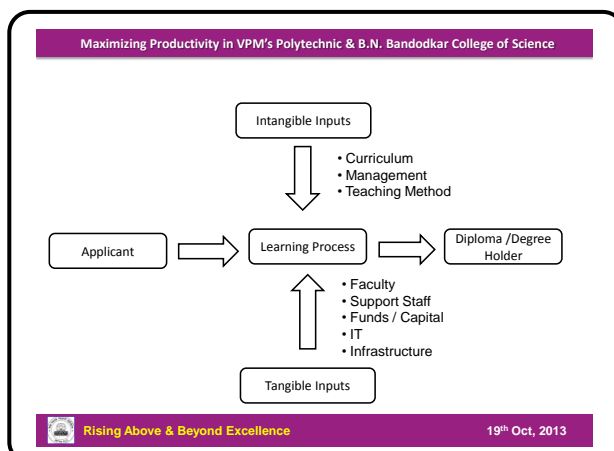 Maximizing Productivity in VPM's Polytechnic & B.N. Bandodkar College of Science
Intangible Inputs
• Curriculum
• Management
• Teaching Method
Applicant
Learning Process
Diploma /Degree
Holder
• Faculty
• Support Staff
• Funds / Capital
• IT
• Infrastructure
Tangible Inputs
Rising Above & Beyond Excellence
19th Oct, 2013